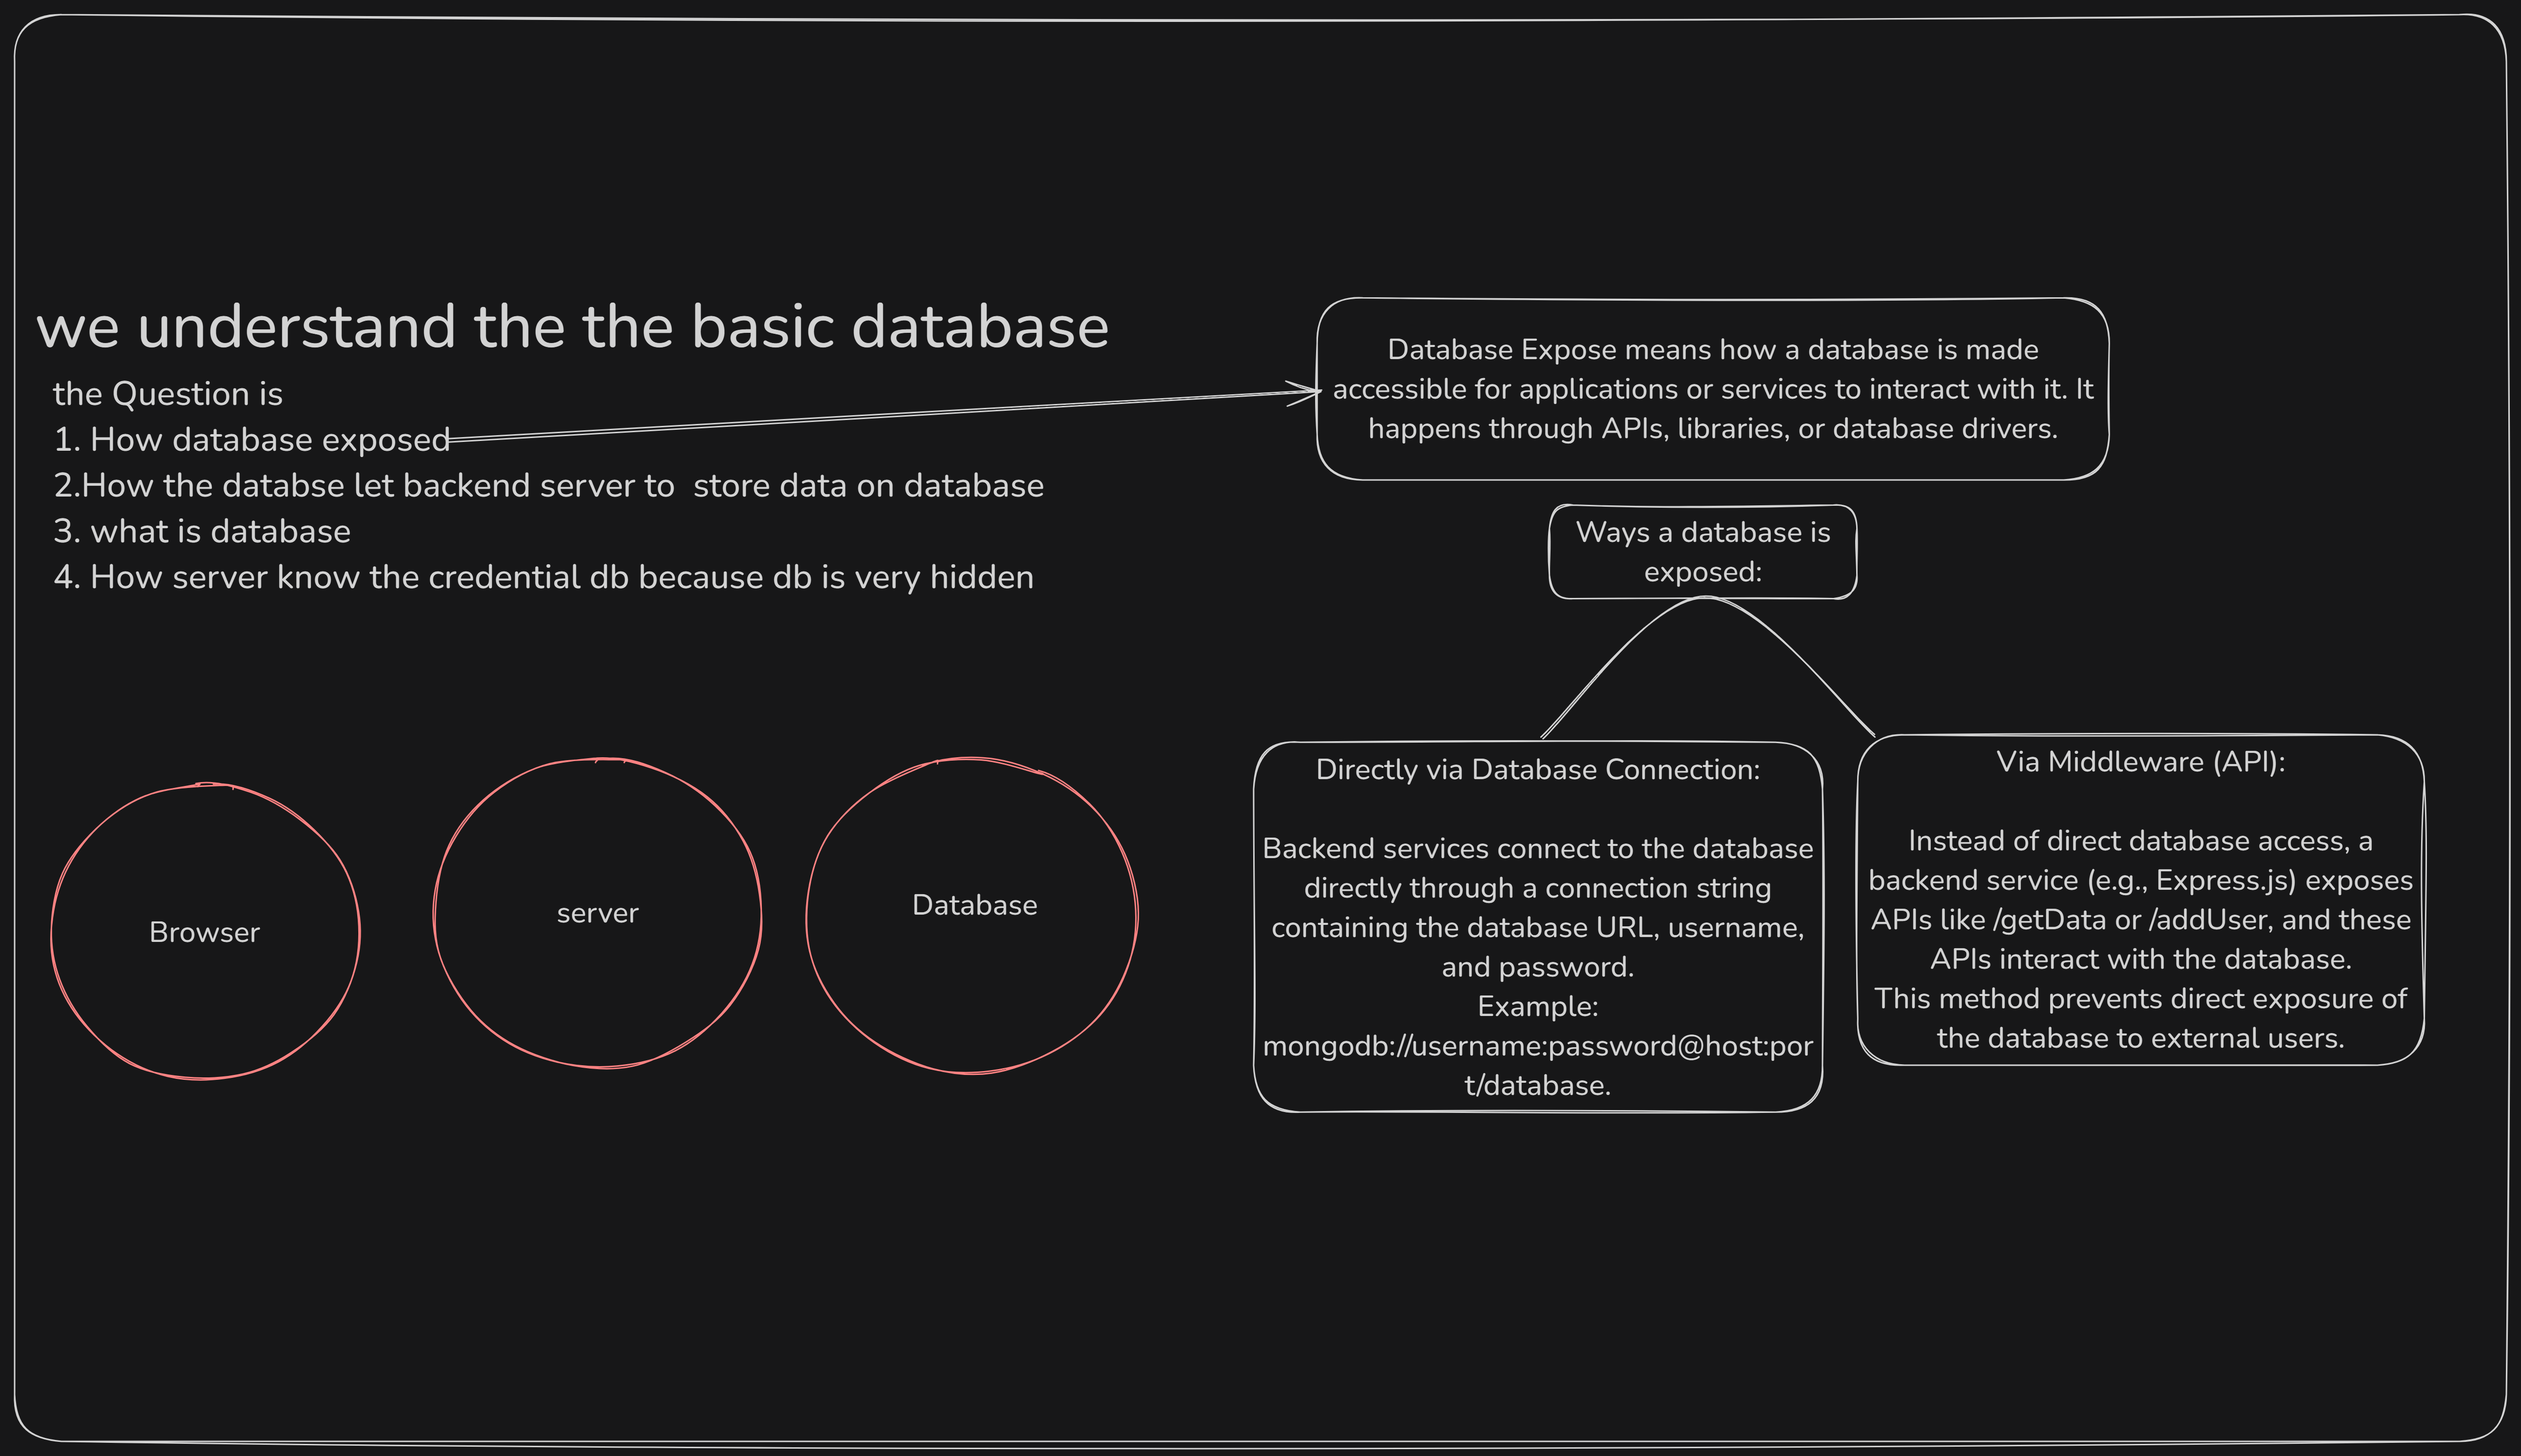 we understand the the basic database
the Question is
1. How database exposed
2.How the databse let backend server to  store data on database
3. what is database
4. How server know the credential db because db is very hidden
Database Expose means how a database is made
accessible for applications or services to interact with it. It
happens through APIs, libraries, or database drivers.
Ways a database is
exposed:
Browser
server
Database
Directly via Database Connection:
Backend services connect to the database
directly through a connection string
containing the database URL, username,
and password.
Example:
mongodb://username:password@host:por
t/database.
Via Middleware (API):
Instead of direct database access, a
backend service (e.g., Express.js) exposes
APIs like /getData or /addUser, and these
APIs interact with the database.
This method prevents direct exposure of
the database to external users.